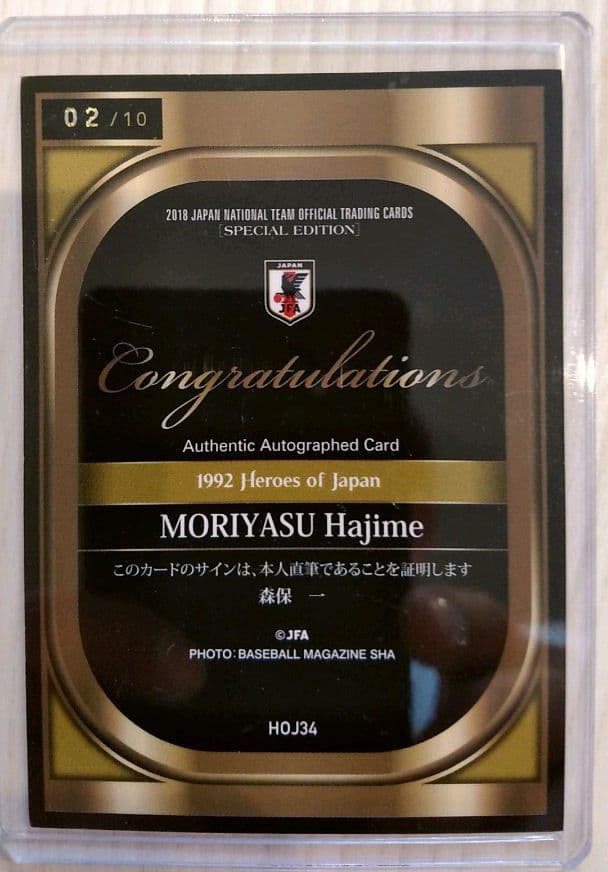 02/10
2018 JAPAN NATIONAL TEAM OFFICIAL TRADING CARDS
[SPECIAL EDITION]
JAPAN
JFA
Congratulations
Authentic Autographed Card
1992 Heroes of Japan
MORIYASU Hajime
このカードのサインは、本人直筆であることを証明します
森保 一
©JFA
PHOTO:BASEBALL MAGAZINE SHA
HOJ34